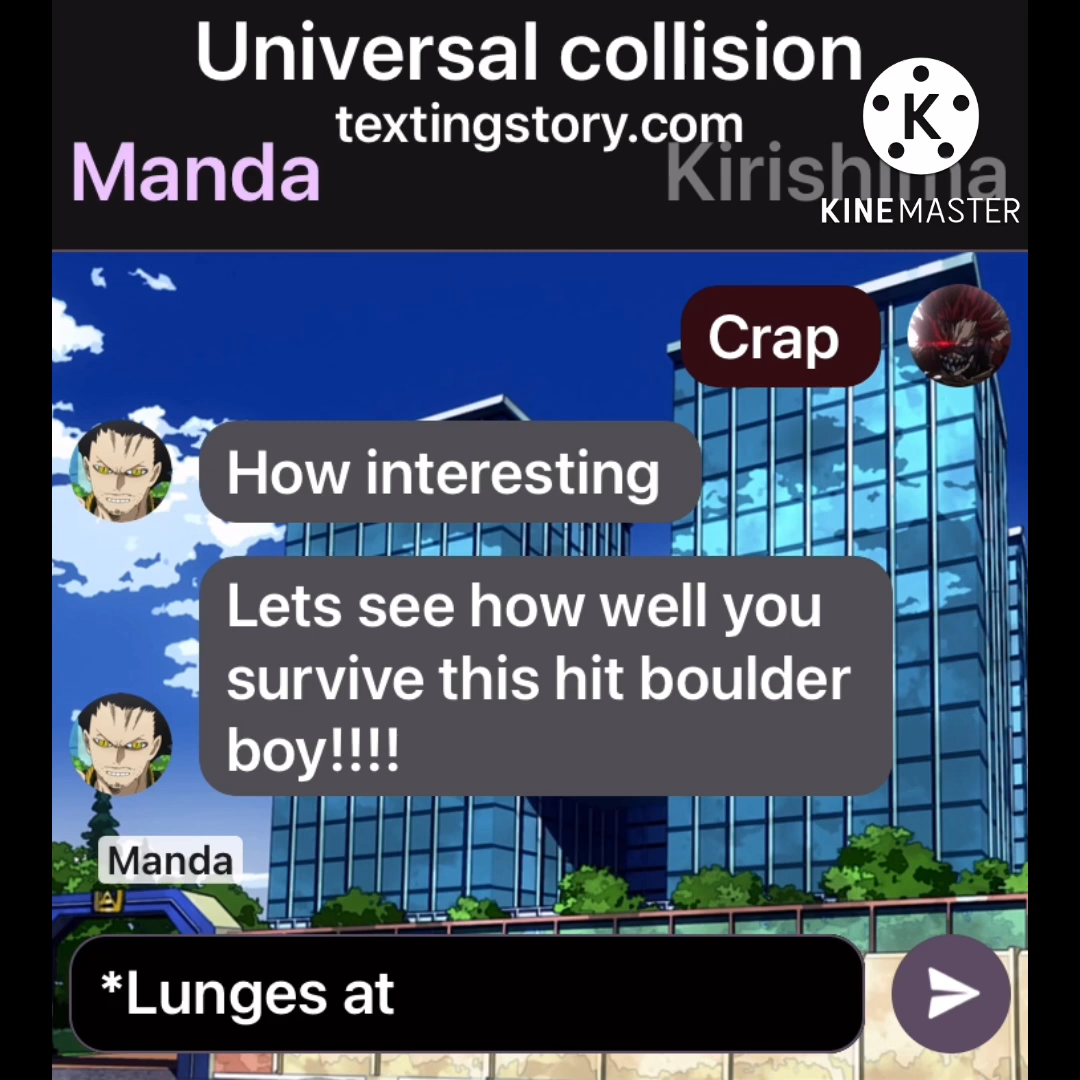 Universal collision
textingstory.com
Manda
Kirishima
K
KINEMASTER
Crap
How interesting
Lets see how well you
survive this hit boulder
boy!!!!
Manda
*Lunges at